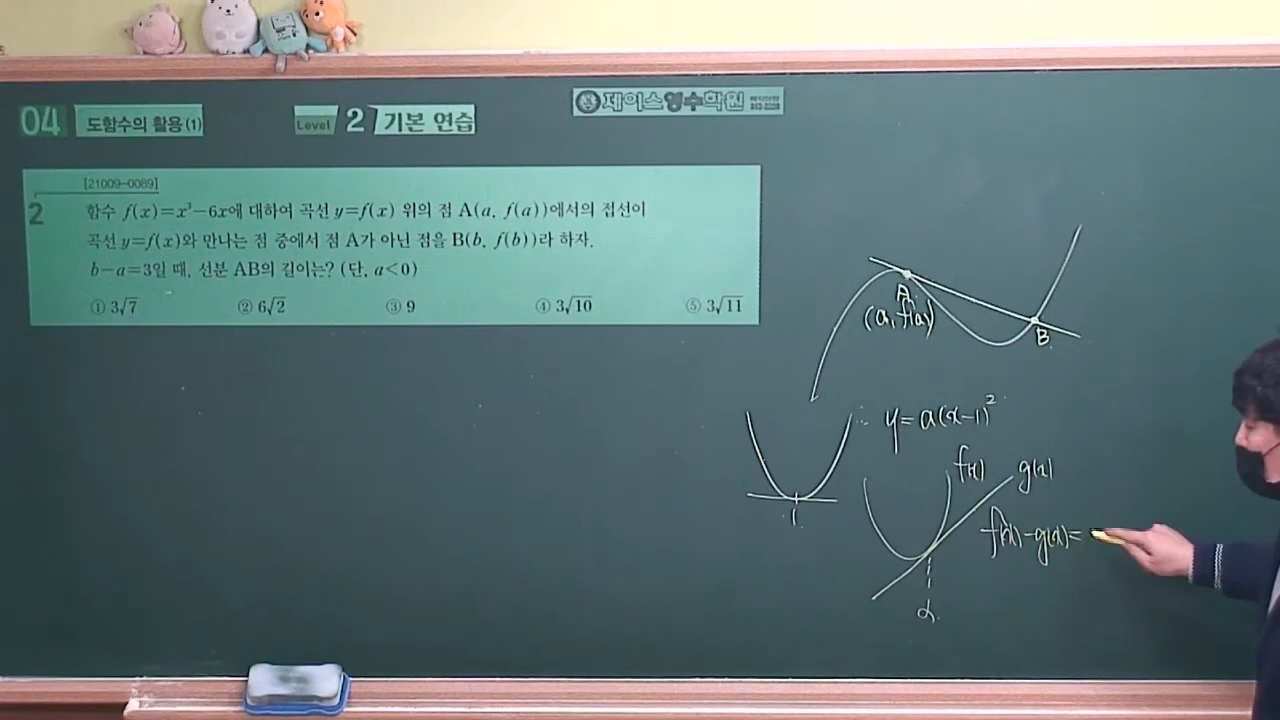 04 도함수의 활용(1) Level 2 기본 연습
제이스영수학원
[21009-0089]
2 함수 f(x)=x³-6x에 대하여 곡선 y=f(x) 위의 점 A(a, f(a))에서의 접선이
곡선 y=f(x)와 만나는 점 중에서 점 A가 아닌 점을 B(b, f(b))라 하자.
b-a=3일 때, 선분 AB의 길이는? (단, a<0)
① 3√7 ② 6√2 ③ 9 ④ 3√10 ⑤ 3√11
A
(a, f(a))
B
y=a(x-1)²
1
f(x) g(x)
f(x)-g(x)=
α